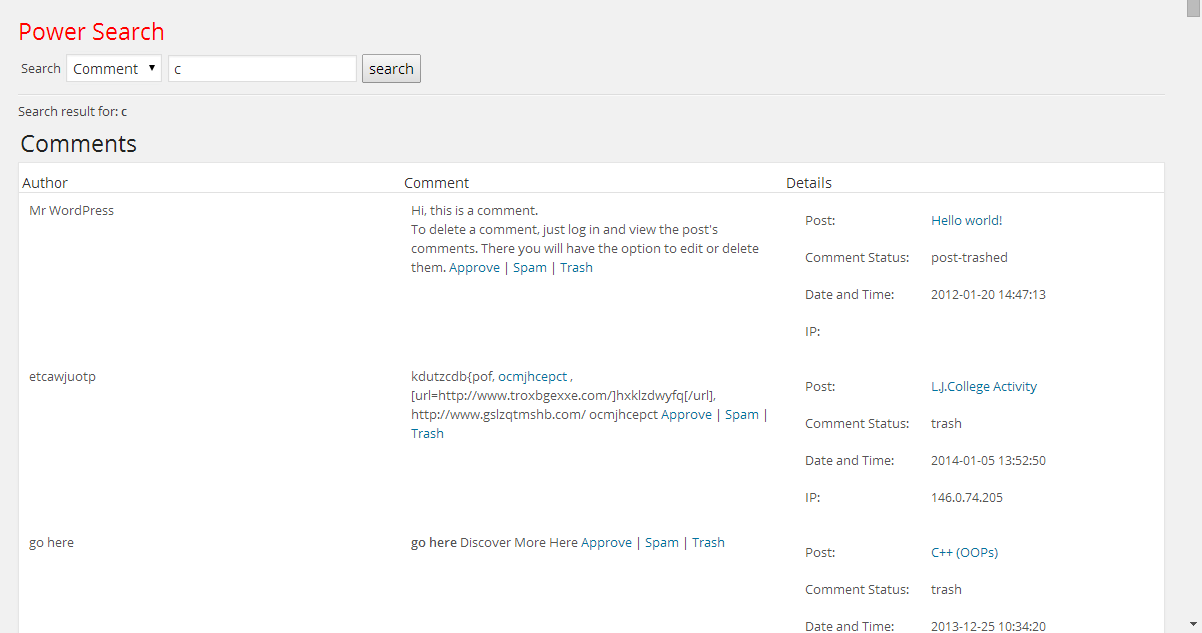 Power Search
Search Comment c search
Search result for: c
Comments
Author Comment Details
Mr WordPress
Hi, this is a comment.
To delete a comment, just log in and view the post's
comments. There you will have the option to edit or delete
them. Approve | Spam | Trash
Post: Hello world!
Comment Status: post-trashed
Date and Time: 2012-01-20 14:47:13
IP:
etcawjuotp
kdutzcdb{pof, ocmjhcepct ,
[url=http://www.troxbgexxe.com/]hxklzdwyfq[/url],
http://www.gslzqtmshb.com/ ocmjhcepct Approve | Spam |
Trash
Post: L.J.College Activity
Comment Status: trash
Date and Time: 2014-01-05 13:52:50
IP: 146.0.74.205
go here
go here Discover More Here Approve | Spam | Trash
Post: C++ (OOPs)
Comment Status: trash
Date and Time: 2013-12-25 10:34:20